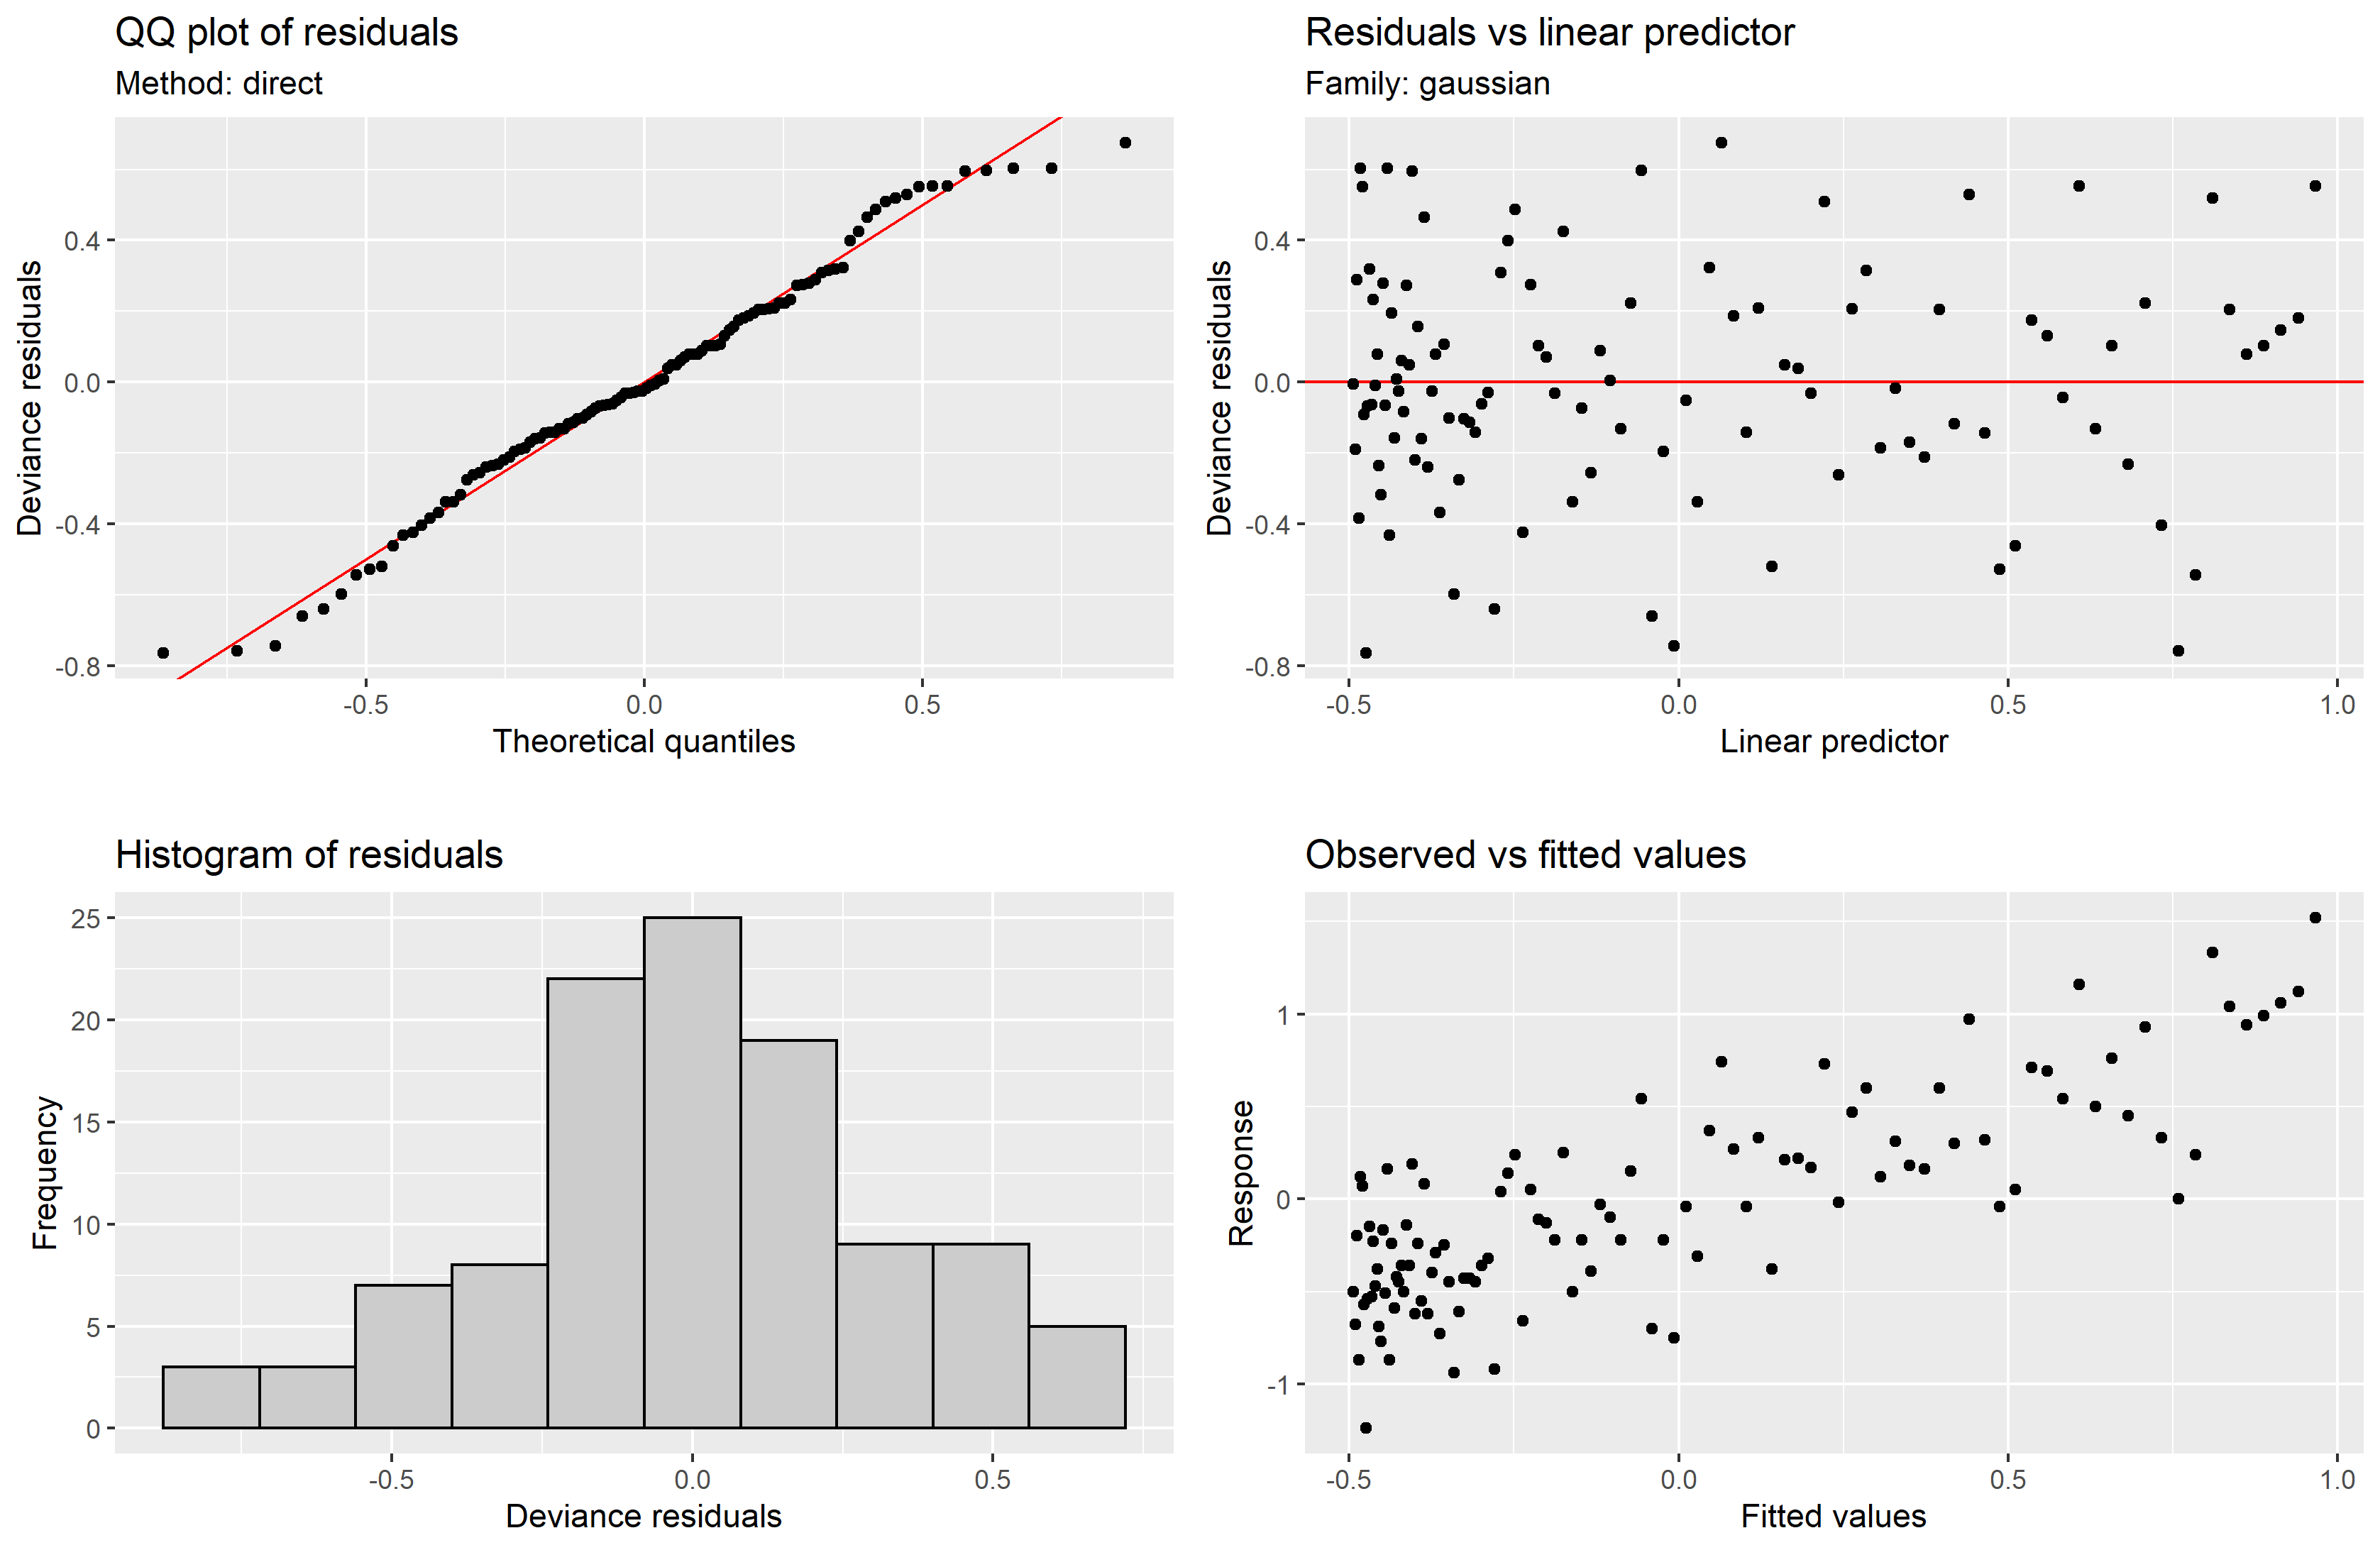 QQ plot of residuals
Method: direct
Deviance residuals
0.4
0.0
-0.4
-0.8
-0.5
0.0
0.5
Theoretical quantiles
Residuals vs linear predictor
Family: gaussian
Deviance residuals
0.4
0.0
-0.4
-0.8
-0.5
0.0
0.5
1.0
Linear predictor
Histogram of residuals
Frequency
25
20
15
10
5
0
-0.5
0.0
0.5
Deviance residuals
Observed vs fitted values
Response
1
0
-1
-0.5
0.0
0.5
1.0
Fitted values